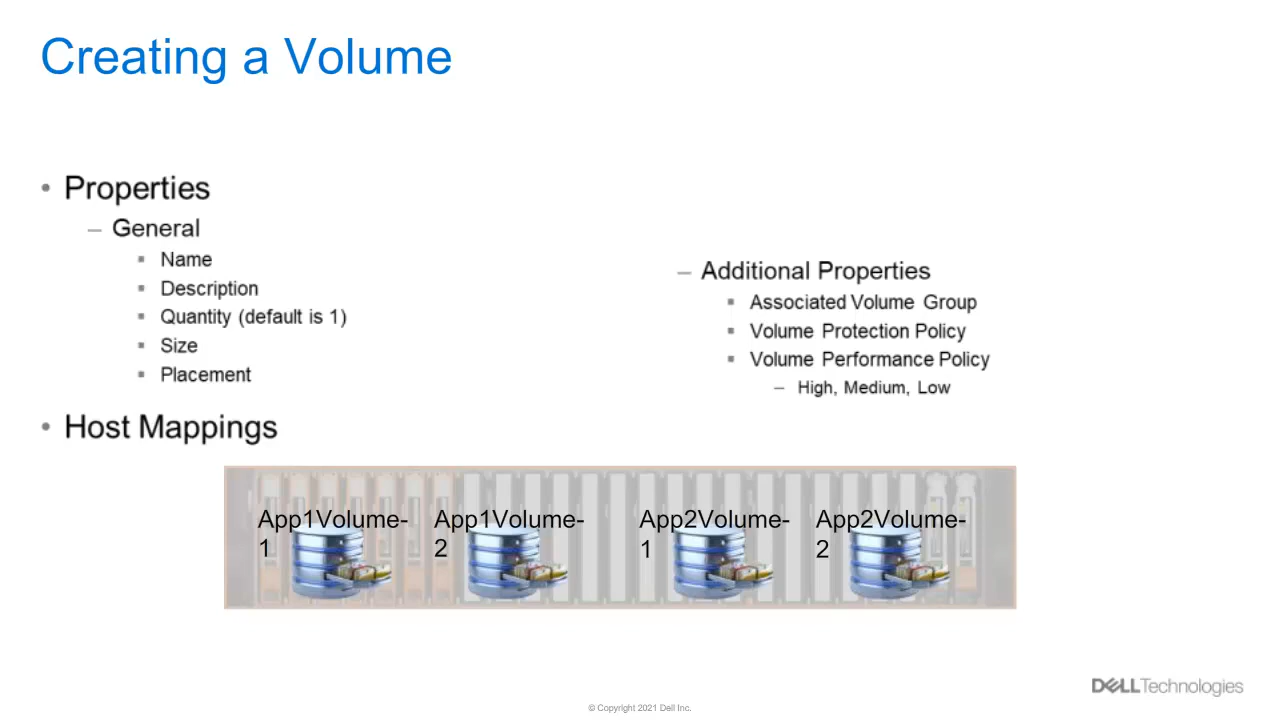 Creating a Volume
• Properties
– General
▪ Name
▪ Description
▪ Quantity (default is 1)
▪ Size
▪ Placement
– Additional Properties
▪ Associated Volume Group
▪ Volume Protection Policy
▪ Volume Performance Policy
– High, Medium, Low
• Host Mappings
App1Volume-
1
App1Volume-
2
App2Volume-
1
App2Volume-
2
DELLTechnologies
© Copyright 2021 Dell Inc.